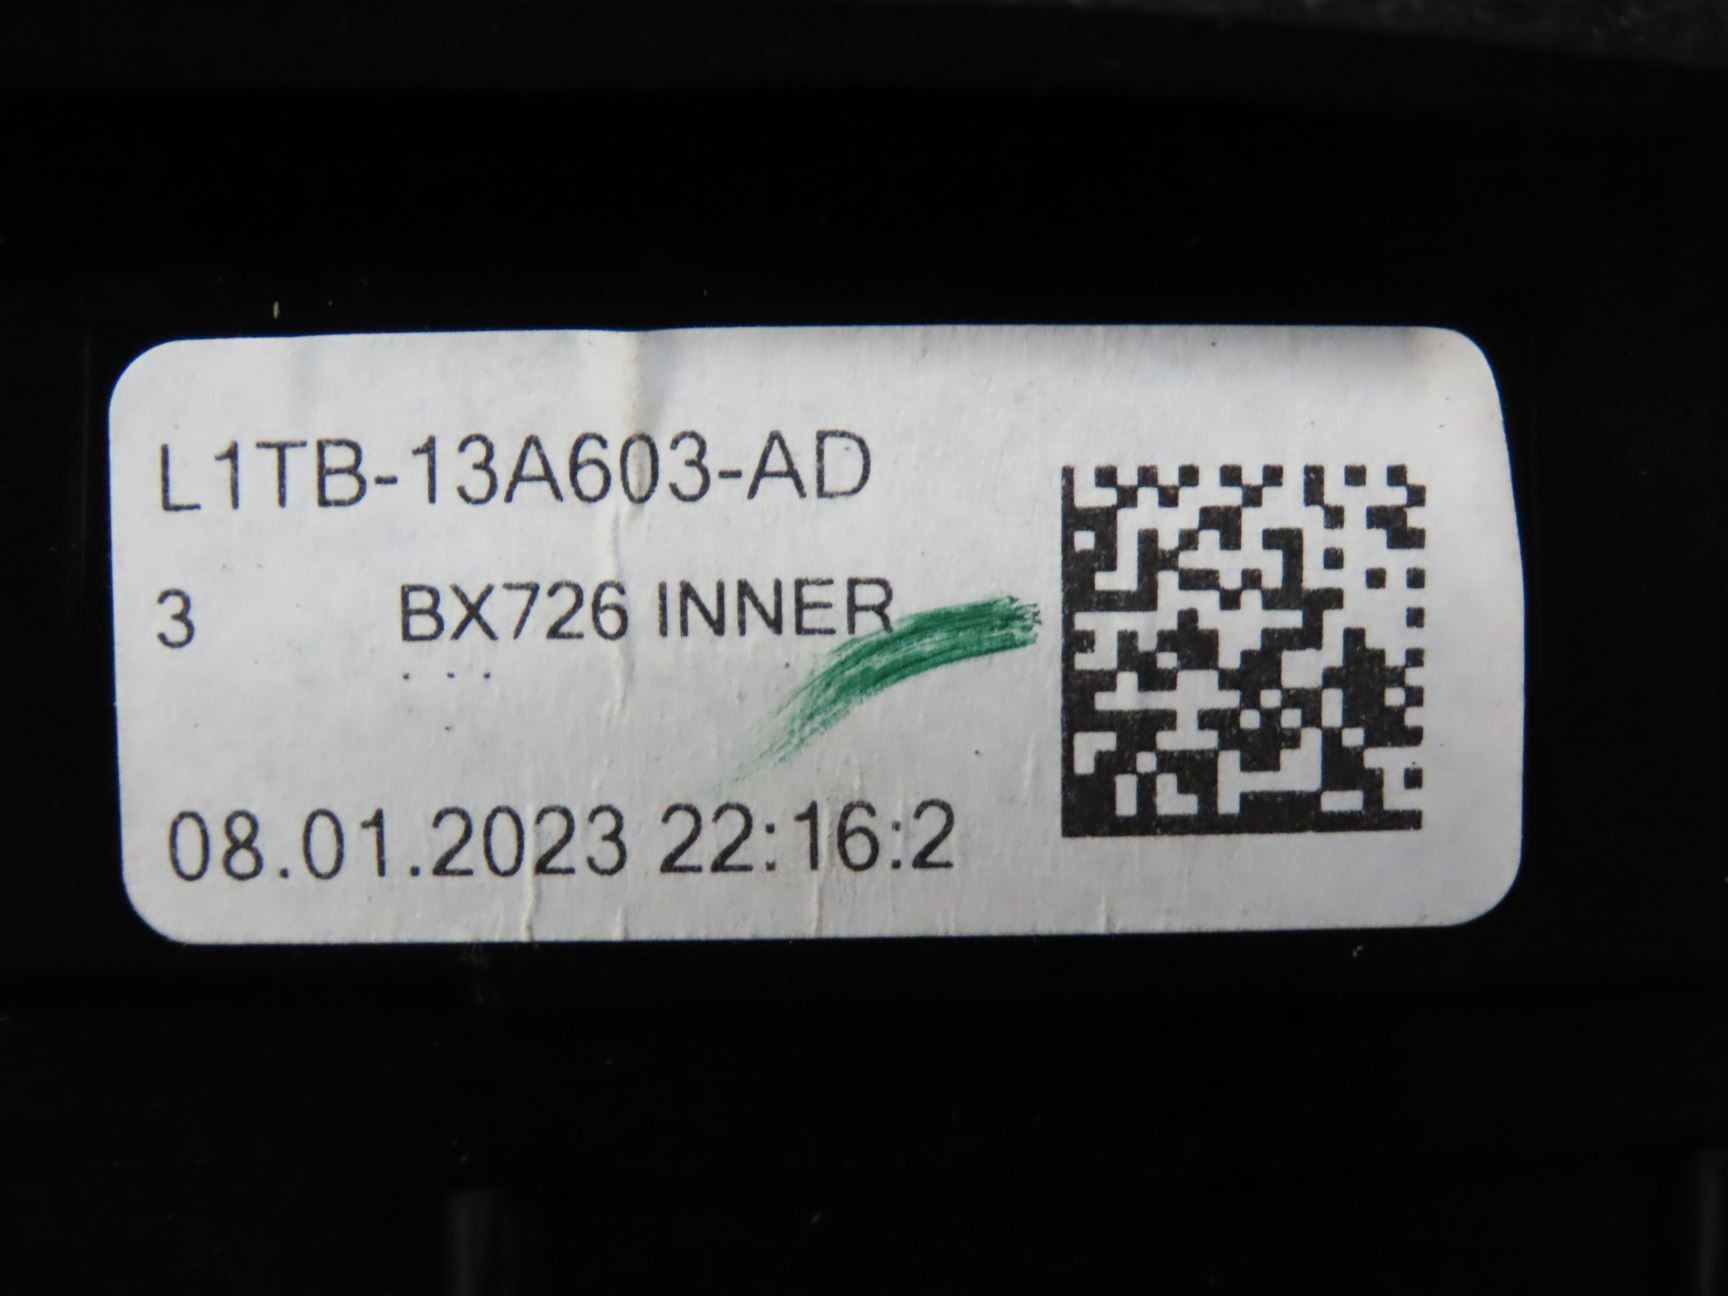 L1TB-13A603-AD
3 BX726 INNER
. . .
08.01.2023 22:16:2